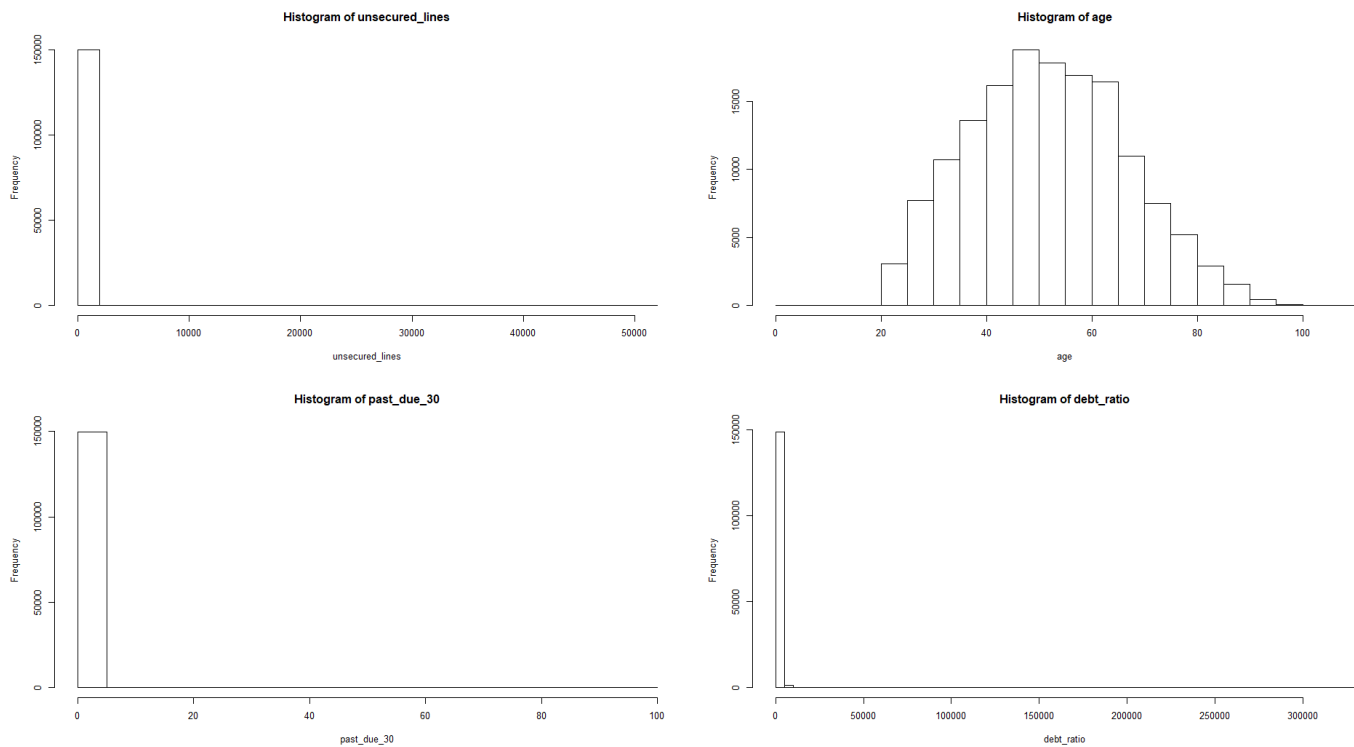 Histogram of unsecured_lines
Frequency
0
50000
100000
150000
0 10000 20000 30000 40000 50000
unsecured_lines
Histogram of age
Frequency
0
5000
10000
15000
0 20 40 60 80 100
age
Histogram of past_due_30
Frequency
0
50000
100000
150000
0 20 40 60 80 100
past_due_30
Histogram of debt_ratio
Frequency
0
50000
100000
150000
0 50000 100000 150000 200000 250000 300000
debt_ratio